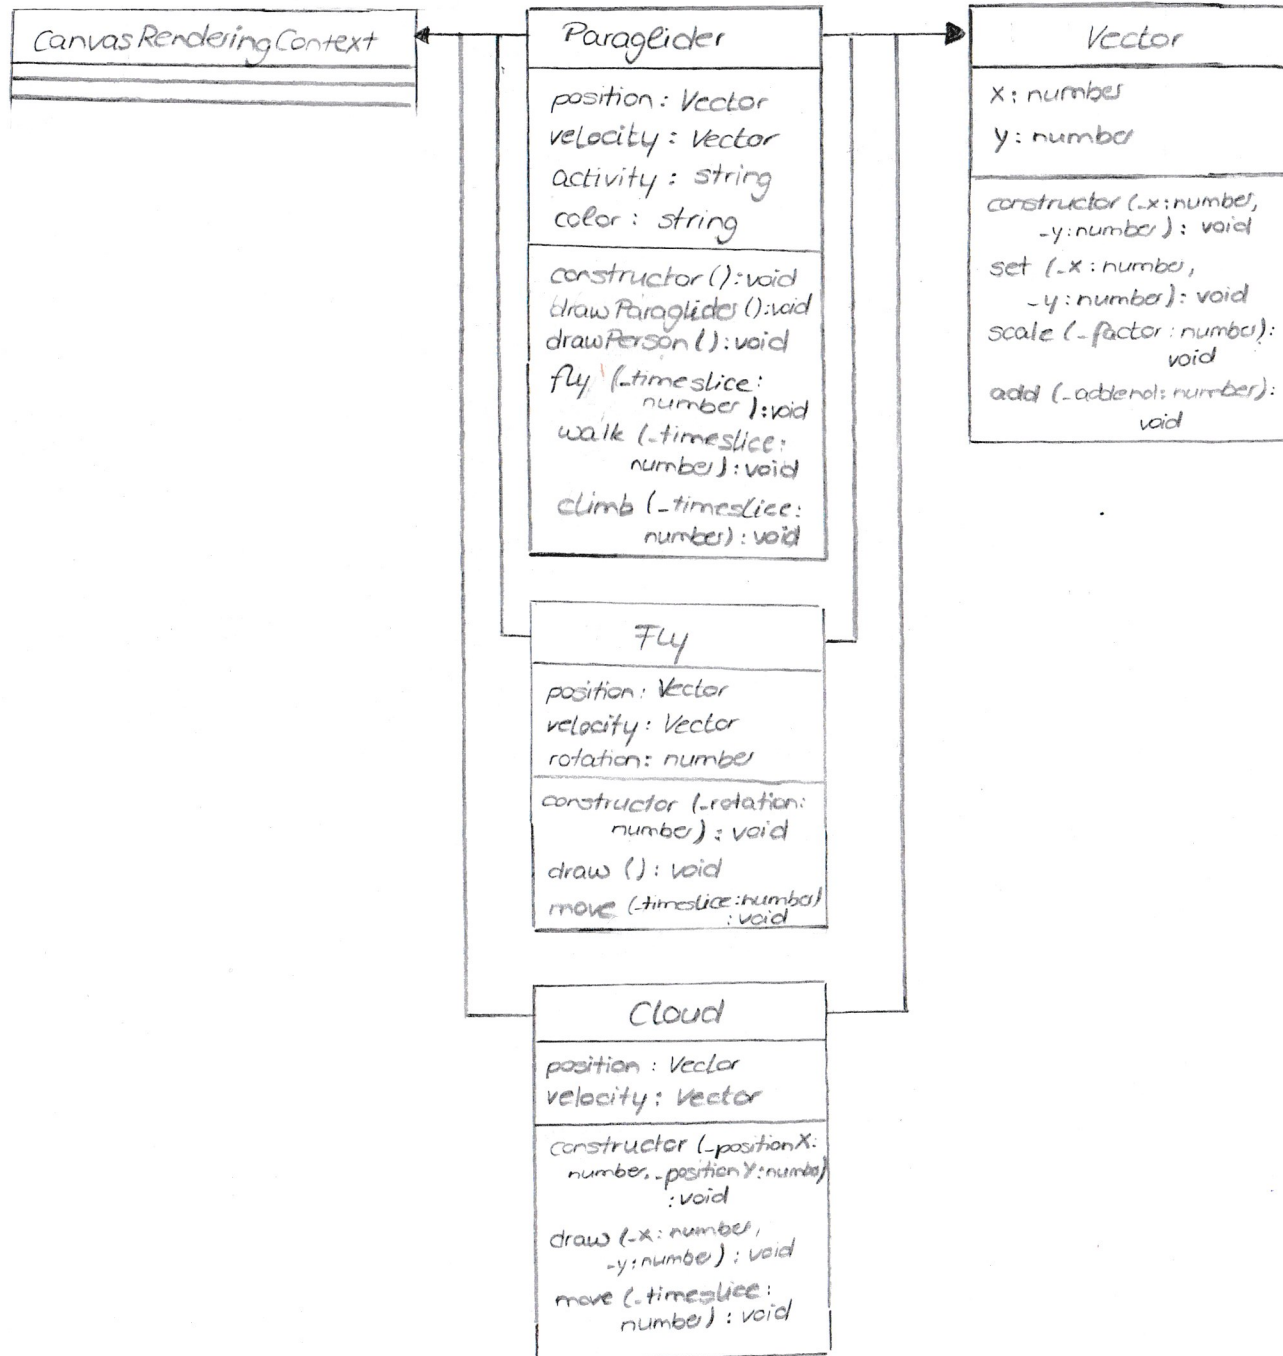 CanvasRenderingContext
Paraglider
position: Vector
velocity: Vector
activity: string
color: string
constructor():void
drawParaglider():void
drawPerson():void
fly (_timeslice:
number):void
walk (_timeslice:
number):void
climb (_timeslice:
number):void
Vector
x: number
y: number
constructor (_x:number,
_y:number): void
set (_x:number,
_y:number): void
scale (_factor:number):
void
add (_addend:number):
void
Fly
position: Vector
velocity: Vector
rotation: number
constructor (_rotation:
number): void
draw (): void
move (_timeslice:number)
: void
Cloud
position: Vector
velocity: Vector
constructor (_positionX:
number, _positionY:number)
: void
draw (_x:number,
_y:number): void
move (_timeslice:
number): void